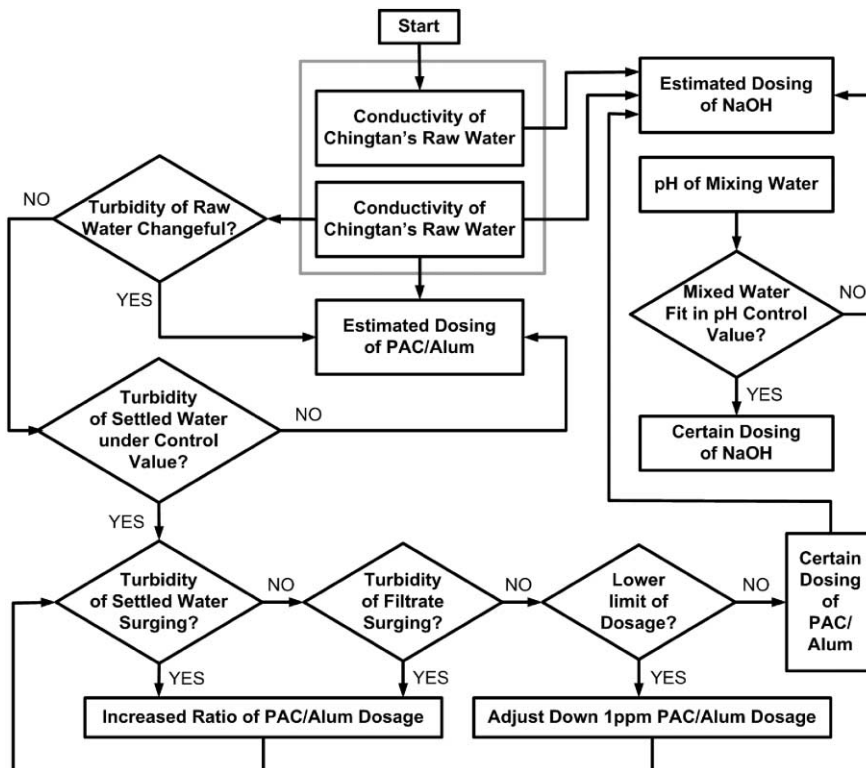 Start
Conductivity of
Chingtan's Raw Water
Estimated Dosing
of NaOH
Conductivity of
Chingtan's Raw Water
pH of Mixing Water
NO
Turbidity of Raw
Water Changeful?
YES
Estimated Dosing
of PAC/Alum
Mixed Water
Fit in pH Control
Value?
NO
YES
Certain Dosing
of NaOH
Turbidity
of Settled Water
under Control
Value?
NO
YES
Turbidity
of Settled Water
Surging?
NO
Turbidity
of Filtrate
Surging?
NO
Lower
limit of
Dosage?
NO
Certain
Dosing
of
PAC/
Alum
YES
YES
YES
Increased Ratio of PAC/Alum Dosage
Adjust Down 1ppm PAC/Alum Dosage